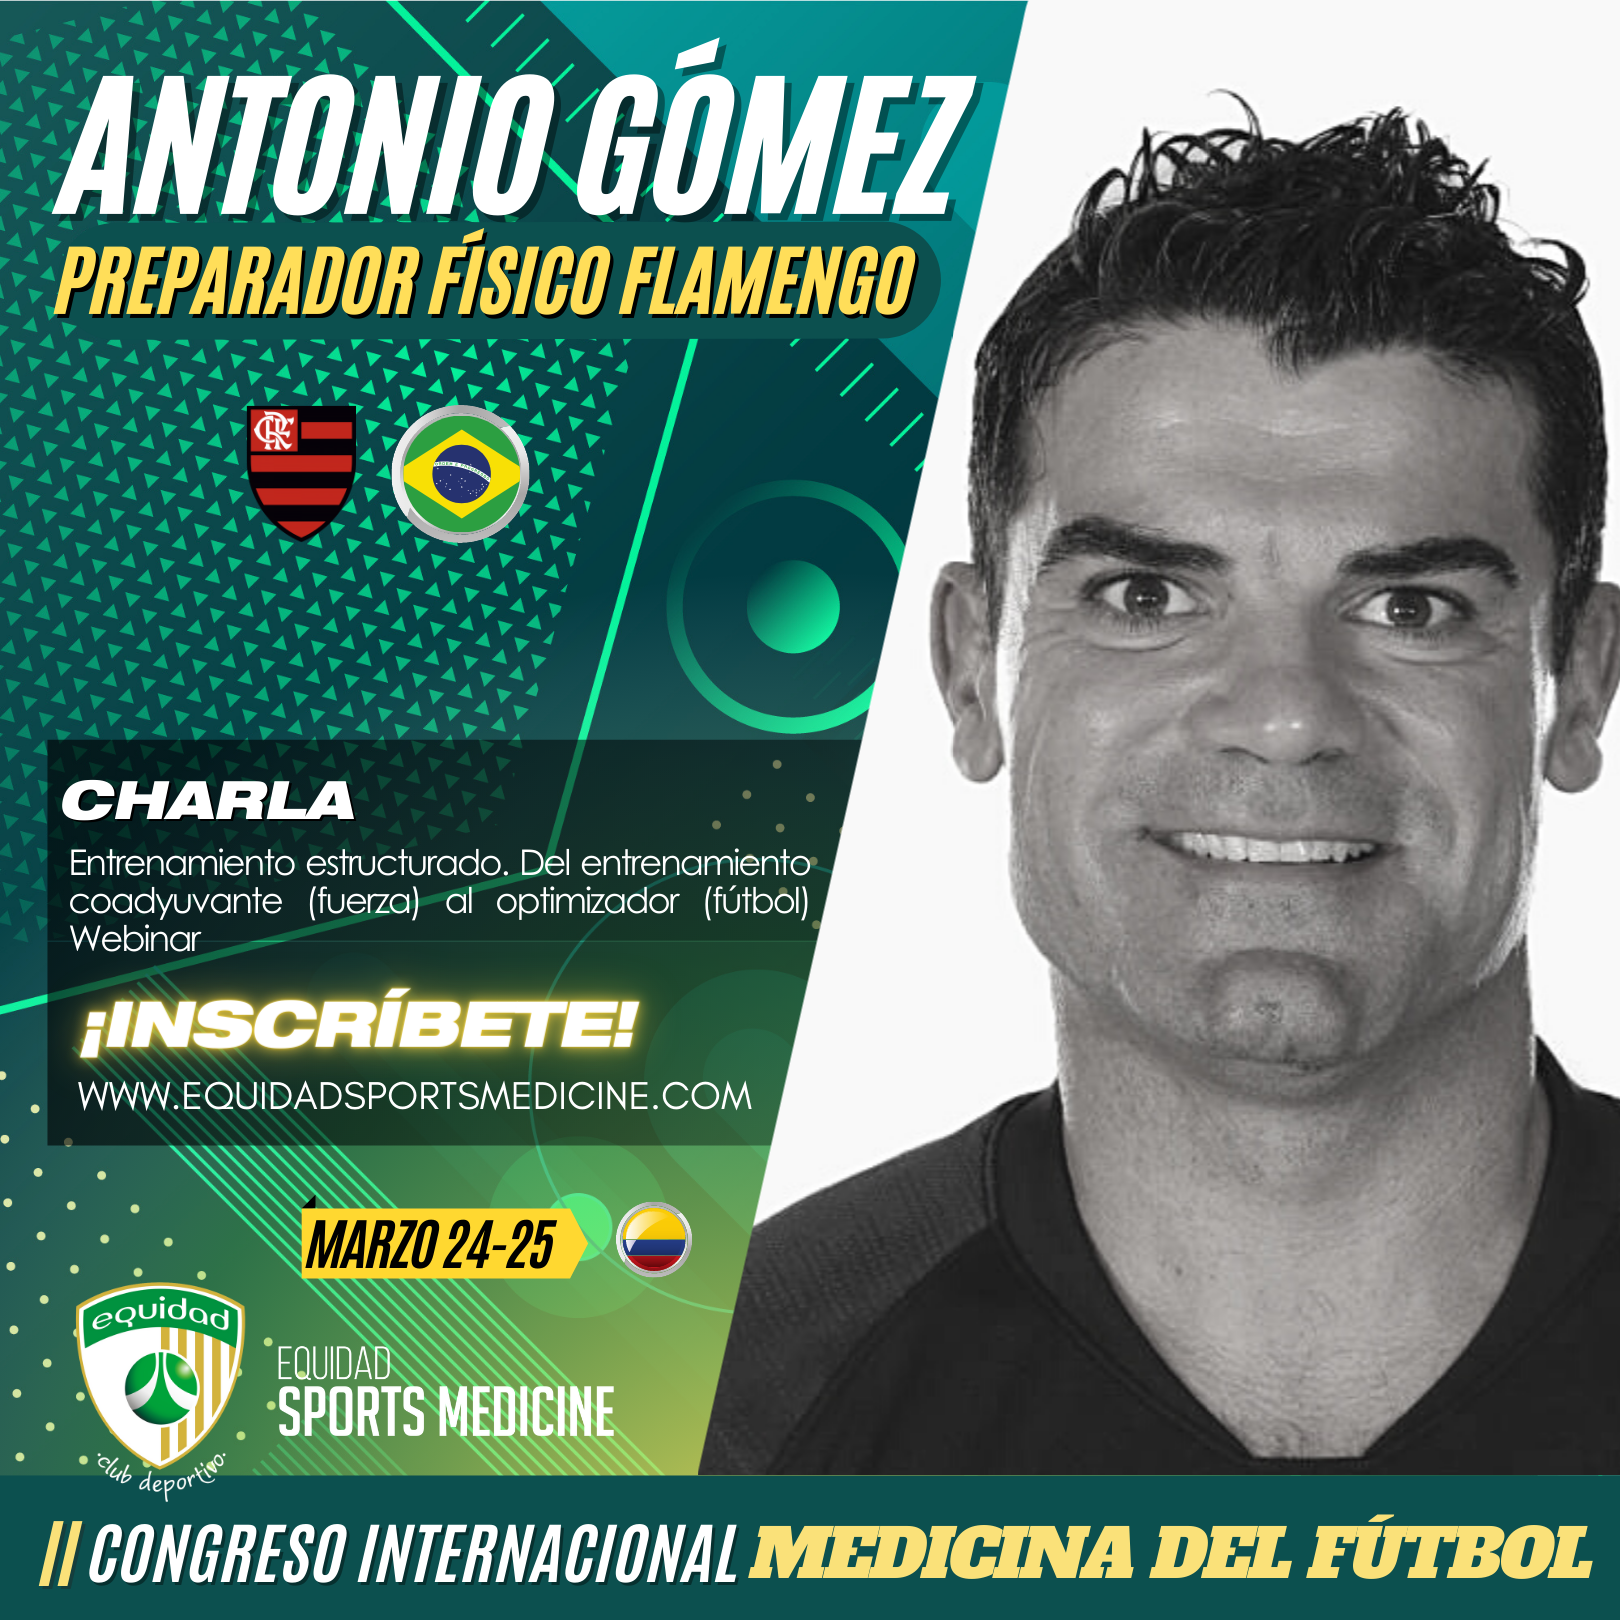 ANTONIO GÓMEZ
PREPARADOR FÍSICO FLAMENGO
CRF
CHARLA
Entrenamiento estructurado. Del entrenamiento
coadyuvante (fuerza) al optimizador (fútbol)
Webinar
¡INSCRÍBETE!
WWW.EQUIDADSPORTSMEDICINE.COM
MARZO 24-25
equidad
·club deportivo·
EQUIDAD
SPORTS MEDICINE
II CONGRESO INTERNACIONAL MEDICINA DEL FÚTBOL